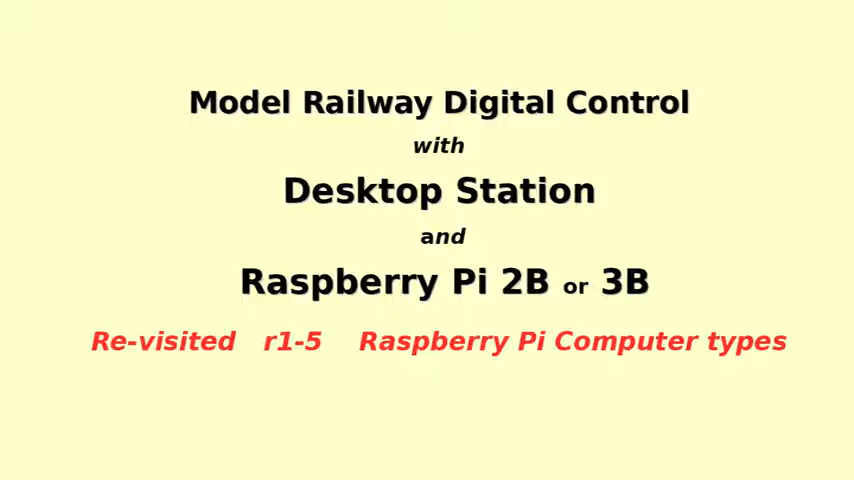 Model Railway Digital Control
with
Desktop Station
and
Raspberry Pi 2B or 3B
Re-visited r1-5 Raspberry Pi Computer types